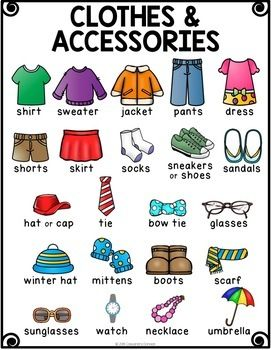 CLOTHES &
ACCESSORIES
shirt sweater jacket pants dress
shorts skirt socks sneakers or shoes sandals
hat or cap tie bow tie glasses
winter hat mittens boots scarf
sunglasses watch necklace umbrella